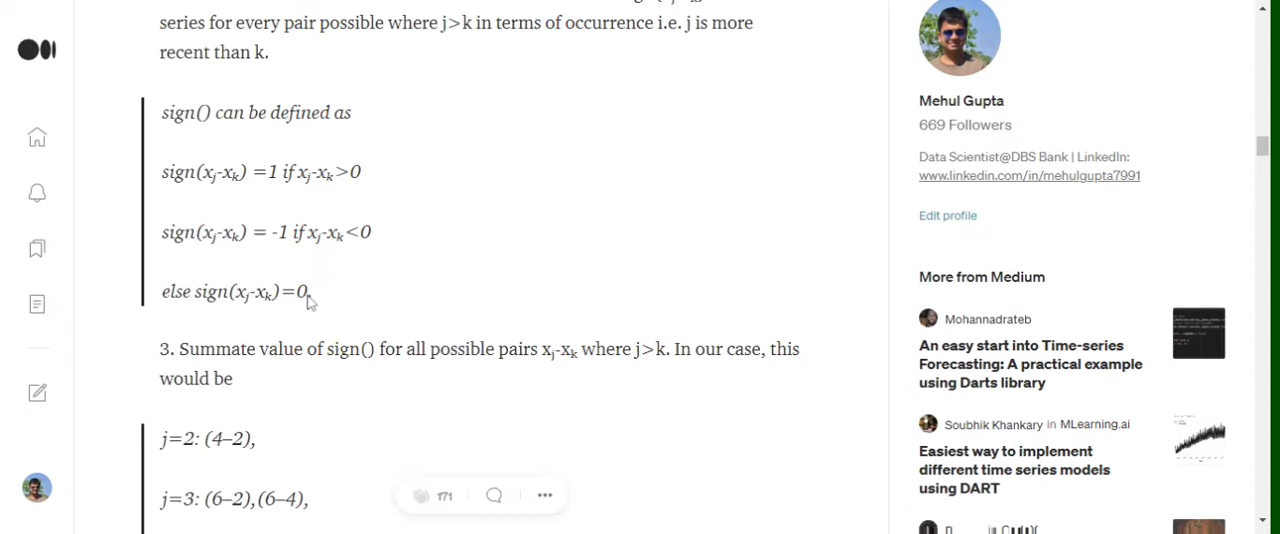 series for every pair possible where j>k in terms of occurrence i.e. j is more
recent than k.
sign() can be defined as
sign(xj-xk) =1 if xj-xk>0
sign(xj-xk) = -1 if xj-xk<0
else sign(xj-xk)=0.
3. Summate value of sign() for all possible pairs xj-xk where j>k. In our case, this
would be
j=2: (4–2),
j=3: (6–2),(6–4),
171
Mehul Gupta
669 Followers
Data Scientist@DBS Bank | LinkedIn:
www.linkedin.com/in/mehulgupta7991
Edit profile
More from Medium
Mohannadrateb
An easy start into Time-series
Forecasting: A practical example
using Darts library
Soubhik Khankary in MLearning.ai
Easiest way to implement
different time series models
using DART